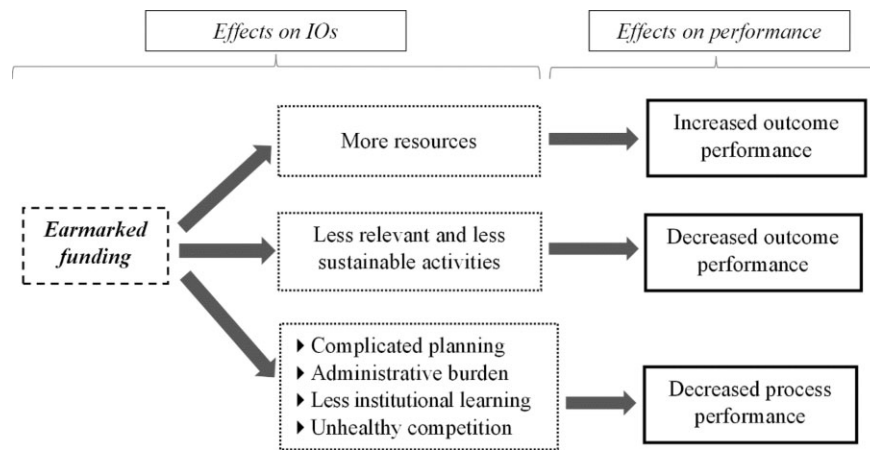 Effects on IOs
Effects on performance
More resources
Increased outcome
performance
Earmarked
funding
Less relevant and less
sustainable activities
Decreased outcome
performance
Complicated planning
Administrative burden
Less institutional learning
Unhealthy competition
Decreased process
performance